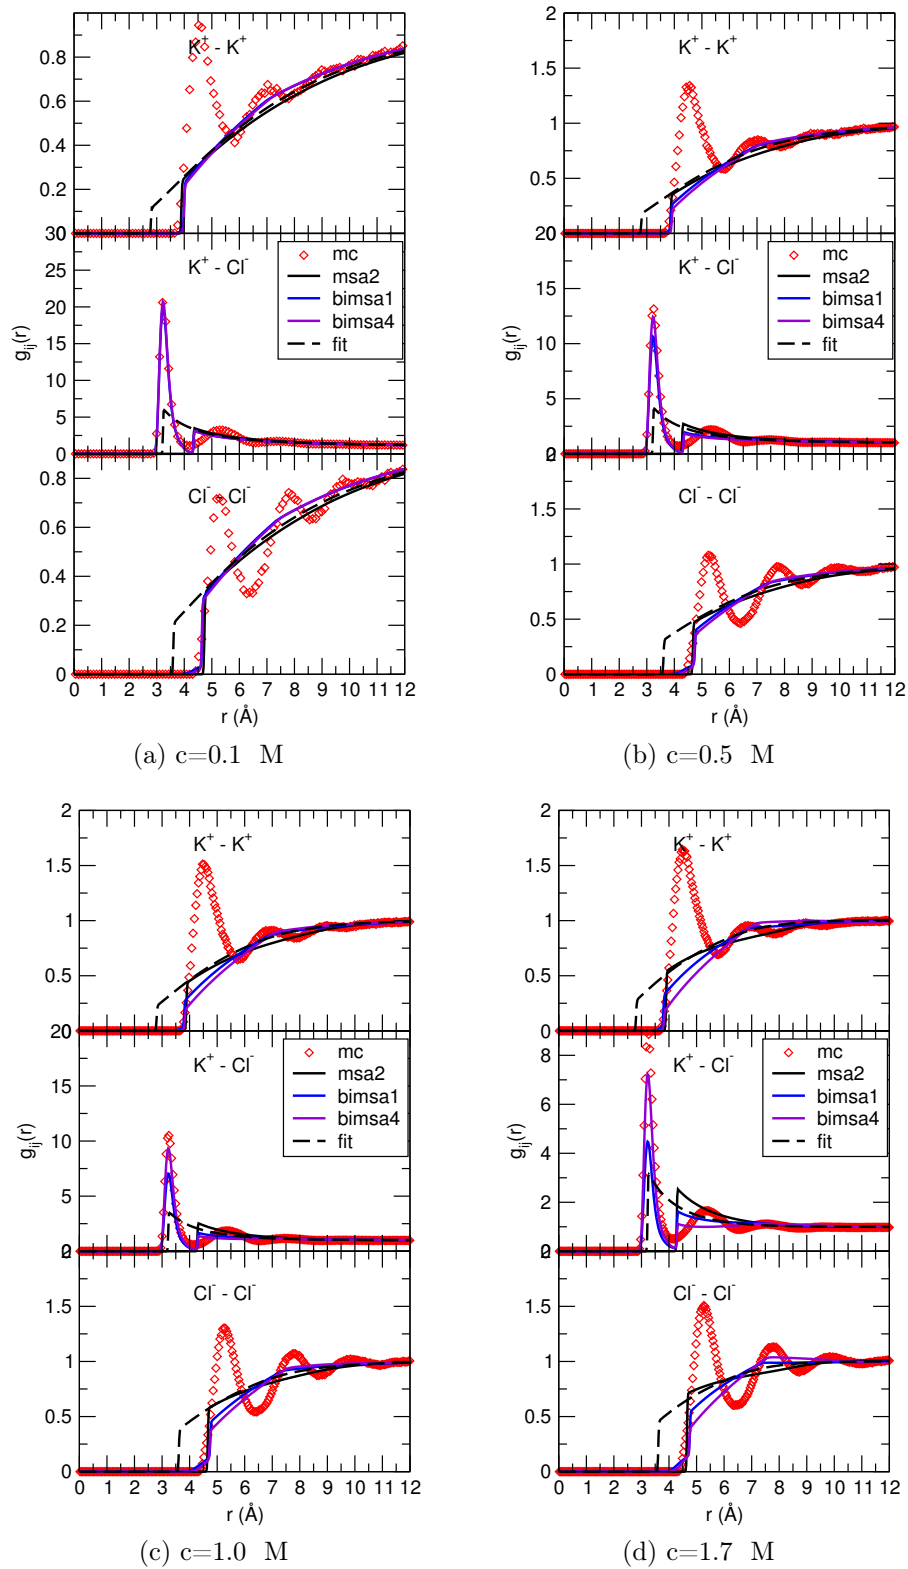 K⁺ - K⁺
0.8
0.6
0.4
0.2
0
30
K⁺ - Cl⁻
mc
msa2
bimsa1
bimsa4
fit
25
20
15
10
5
0
g_ij(r)
Cl⁻ Cl⁻
0.8
0.6
0.4
0.2
0
0 1 2 3 4 5 6 7 8 9 10 11 12
r (Å)
(a) c=0.1 M
K⁺ - K⁺
2
1.5
1
0.5
20
K⁺ - Cl⁻
mc
msa2
bimsa1
bimsa4
fit
15
10
5
Cl⁻ - Cl⁻
1.5
1
0.5
0
0 1 2 3 4 5 6 7 8 9 10 11 12
r (Å)
(b) c=0.5 M
K⁺ - K⁺
2
1.5
1
0.5
20
K⁺ - Cl⁻
mc
msa2
bimsa1
bimsa4
fit
15
10
5
g_ij(r)
Cl⁻ - Cl⁻
1.5
1
0.5
0
0 1 2 3 4 5 6 7 8 9 10 11 12
r (Å)
(c) c=1.0 M
K⁺ - K⁺
2
1.5
1
0.5
0
K⁺ - Cl⁻
mc
msa2
bimsa1
bimsa4
fit
8
6
4
2
g_ij(r)
Cl⁻ - Cl⁻
1.5
1
0.5
0
0 1 2 3 4 5 6 7 8 9 10 11 12
r (Å)
(d) c=1.7 M